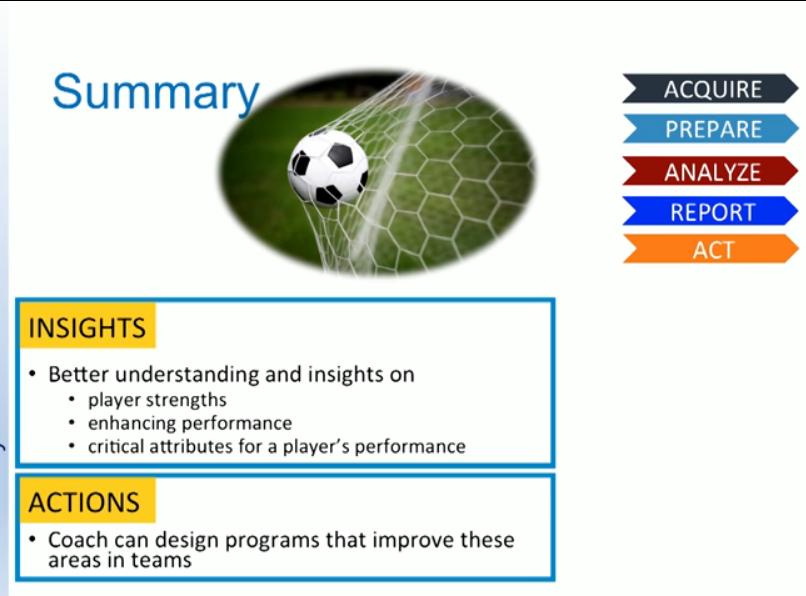 Summary
ACQUIRE
PREPARE
ANALYZE
REPORT
ACT
INSIGHTS
• Better understanding and insights on
• player strengths
• enhancing performance
• critical attributes for a player's performance
ACTIONS
• Coach can design programs that improve these
areas in teams